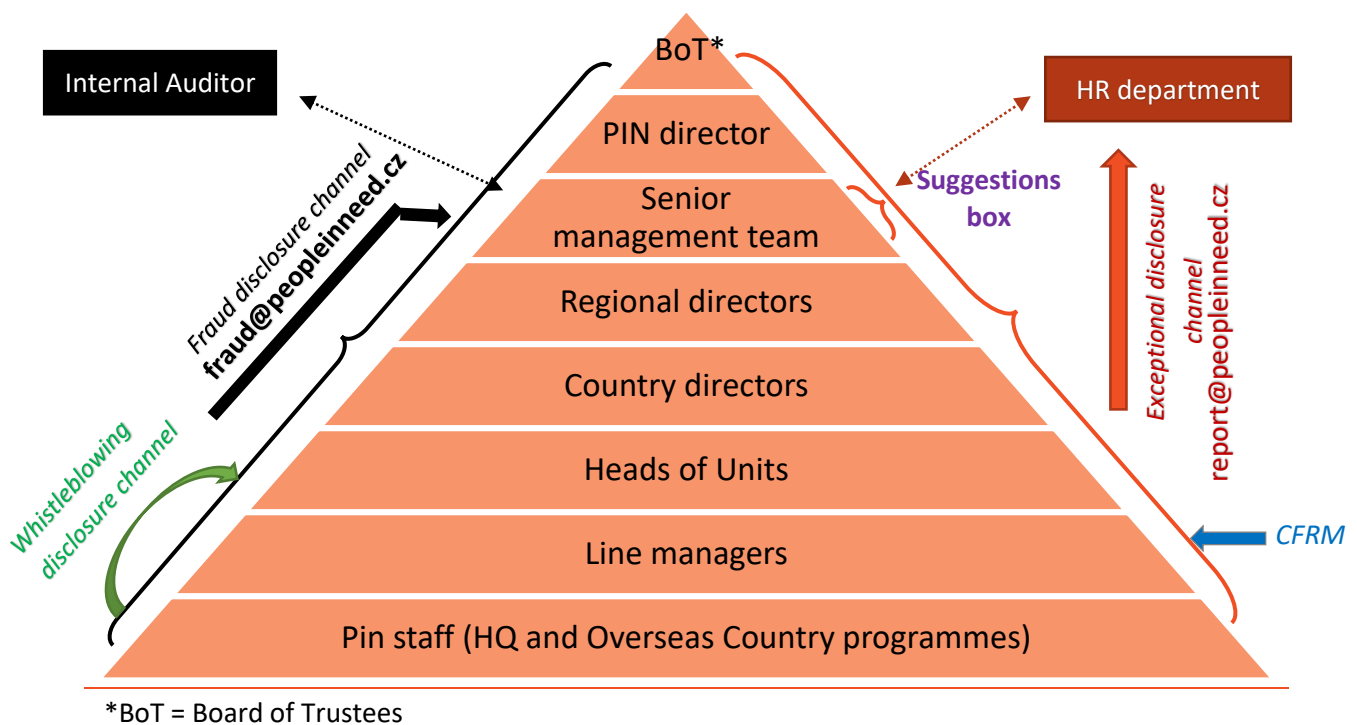 BoT*
Internal Auditor
HR department
PIN director
Fraud disclosure channel
fraud@peopleinneed.cz
Suggestions
box
Senior
management team
Exceptional disclosure
channel
report@peopleinneed.cz
Regional directors
Country directors
Whistleblowing
disclosure channel
Heads of Units
CFRM
Line managers
Pin staff (HQ and Overseas Country programmes)
*BoT = Board of Trustees